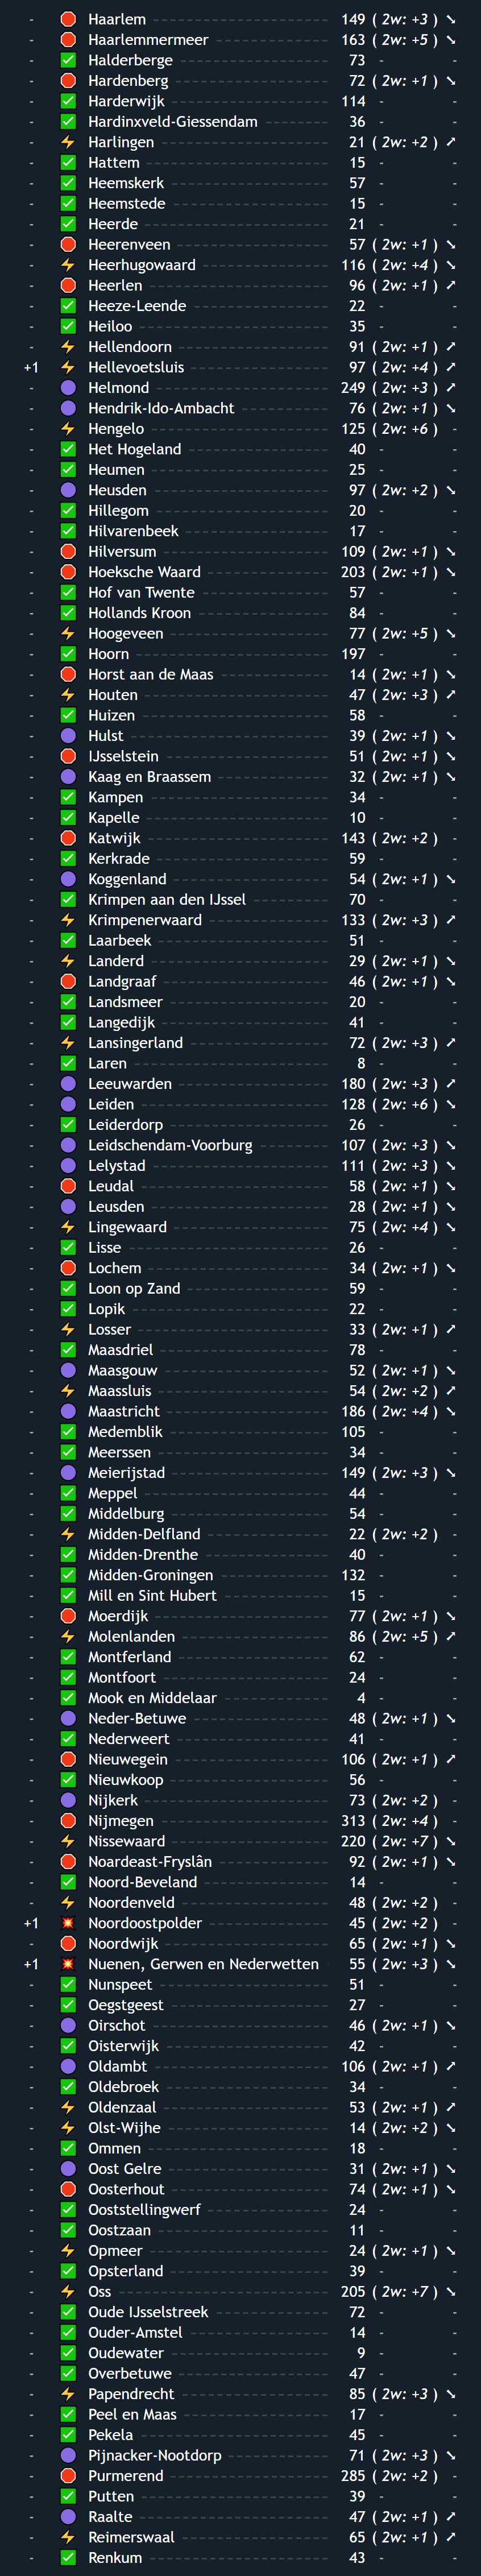 - Haarlem 149 ( 2w: +3 )
- Haarlemmermeer 163 ( 2w: +5 )
- Halderberge 73 - -
- Hardenberg 72 ( 2w: +1 )
- Harderwijk 114 - -
- Hardinxveld-Giessendam 36 - -
- Harlingen 21 ( 2w: +2 )
- Hattem 15 - -
- Heemskerk 57 - -
- Heemstede 15 - -
- Heerde 21 - -
- Heerenveen 57 ( 2w: +1 )
- Heerhugowaard 116 ( 2w: +4 )
- Heerlen 96 ( 2w: +1 )
- Heeze-Leende 22 - -
- Heiloo 35 - -
- Hellendoorn 91 ( 2w: +1 )
+1 Hellevoetsluis 97 ( 2w: +4 )
- Helmond 249 ( 2w: +3 )
- Hendrik-Ido-Ambacht 76 ( 2w: +1 )
- Hengelo 125 ( 2w: +6 ) -
- Het Hogeland 40 - -
- Heumen 25 - -
- Heusden 97 ( 2w: +2 )
- Hillegom 20 - -
- Hilvarenbeek 17 - -
- Hilversum 109 ( 2w: +1 )
- Hoeksche Waard 203 ( 2w: +1 )
- Hof van Twente 57 - -
- Hollands Kroon 84 - -
- Hoogeveen 77 ( 2w: +5 )
- Hoorn 197 - -
- Horst aan de Maas 14 ( 2w: +1 )
- Houten 47 ( 2w: +3 )
- Huizen 58 - -
- Hulst 39 ( 2w: +1 )
- IJsselstein 51 ( 2w: +1 )
- Kaag en Braassem 32 ( 2w: +1 )
- Kampen 34 - -
- Kapelle 10 - -
- Katwijk 143 ( 2w: +2 ) -
- Kerkrade 59 - -
- Koggenland 54 ( 2w: +1 )
- Krimpen aan den IJssel 70 - -
- Krimpenerwaard 133 ( 2w: +3 )
- Laarbeek 51 - -
- Landerd 29 ( 2w: +1 )
- Landgraaf 46 ( 2w: +1 )
- Landsmeer 20 - -
- Langedijk 41 - -
- Lansingerland 72 ( 2w: +3 )
- Laren 8 - -
- Leeuwarden 180 ( 2w: +3 )
- Leiden 128 ( 2w: +6 )
- Leiderdorp 26 - -
- Leidschendam-Voorburg 107 ( 2w: +3 )
- Lelystad 111 ( 2w: +3 )
- Leudal 58 ( 2w: +1 )
- Leusden 28 ( 2w: +1 )
- Lingewaard 75 ( 2w: +4 )
- Lisse 26 - -
- Lochem 34 ( 2w: +1 )
- Loon op Zand 59 - -
- Lopik 22 - -
- Losser 33 ( 2w: +1 )
- Maasdriel 78 - -
- Maasgouw 52 ( 2w: +1 )
- Maassluis 54 ( 2w: +2 )
- Maastricht 186 ( 2w: +4 )
- Medemblik 105 - -
- Meerssen 34 - -
- Meierijstad 149 ( 2w: +3 )
- Meppel 44 - -
- Middelburg 54 - -
- Midden-Delfland 22 ( 2w: +2 ) -
- Midden-Drenthe 40 - -
- Midden-Groningen 132 - -
- Mill en Sint Hubert 15 - -
- Moerdijk 77 ( 2w: +1 )
- Molenlanden 86 ( 2w: +5 )
- Montferland 62 - -
- Montfoort 24 - -
- Mook en Middelaar 4 - -
- Neder-Betuwe 48 ( 2w: +1 )
- Nederweert 41 - -
- Nieuwegein 106 ( 2w: +1 )
- Nieuwkoop 56 - -
- Nijkerk 73 ( 2w: +2 ) -
- Nijmegen 313 ( 2w: +4 ) -
- Nissewaard 220 ( 2w: +7 )
- Noardeast-Fryslân 92 ( 2w: +1 )
- Noord-Beveland 14 - -
- Noordenveld 48 ( 2w: +2 ) -
+1 Noordoostpolder 45 ( 2w: +2 ) -
- Noordwijk 65 ( 2w: +1 )
+1 Nuenen, Gerwen en Nederwetten 55 ( 2w: +3 )
- Nunspeet 51 - -
- Oegstgeest 27 - -
- Oirschot 46 ( 2w: +1 )
- Oisterwijk 42 - -
- Oldambt 106 ( 2w: +1 )
- Oldebroek 34 - -
- Oldenzaal 53 ( 2w: +1 )
- Olst-Wijhe 14 ( 2w: +2 )
- Ommen 18 - -
- Oost Gelre 31 ( 2w: +1 )
- Oosterhout 74 ( 2w: +1 )
- Ooststellingwerf 24 - -
- Oostzaan 11 - -
- Opmeer 24 ( 2w: +1 )
- Opsterland 39 - -
- Oss 205 ( 2w: +7 )
- Oude IJsselstreek 72 - -
- Ouder-Amstel 14 - -
- Oudewater 9 - -
- Overbetuwe 47 - -
- Papendrecht 85 ( 2w: +3 )
- Peel en Maas 17 - -
- Pekela 45 - -
- Pijnacker-Nootdorp 71 ( 2w: +3 )
- Purmerend 285 ( 2w: +2 ) -
- Putten 39 - -
- Raalte 47 ( 2w: +1 )
- Reimerswaal 65 ( 2w: +1 )
- Renkum 43 - -